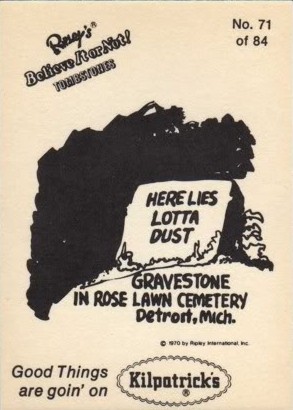 Ripley's®
Believe It or Not!
TOMBSTONES
No. 71
of 84
HERE LIES
LOTTA
DUST
GRAVESTONE
IN ROSE LAWN CEMETERY
Detroit, Mich.
© 1970 by Ripley International, Inc.
Good Things
are goin' on
Kilpatrick's
®